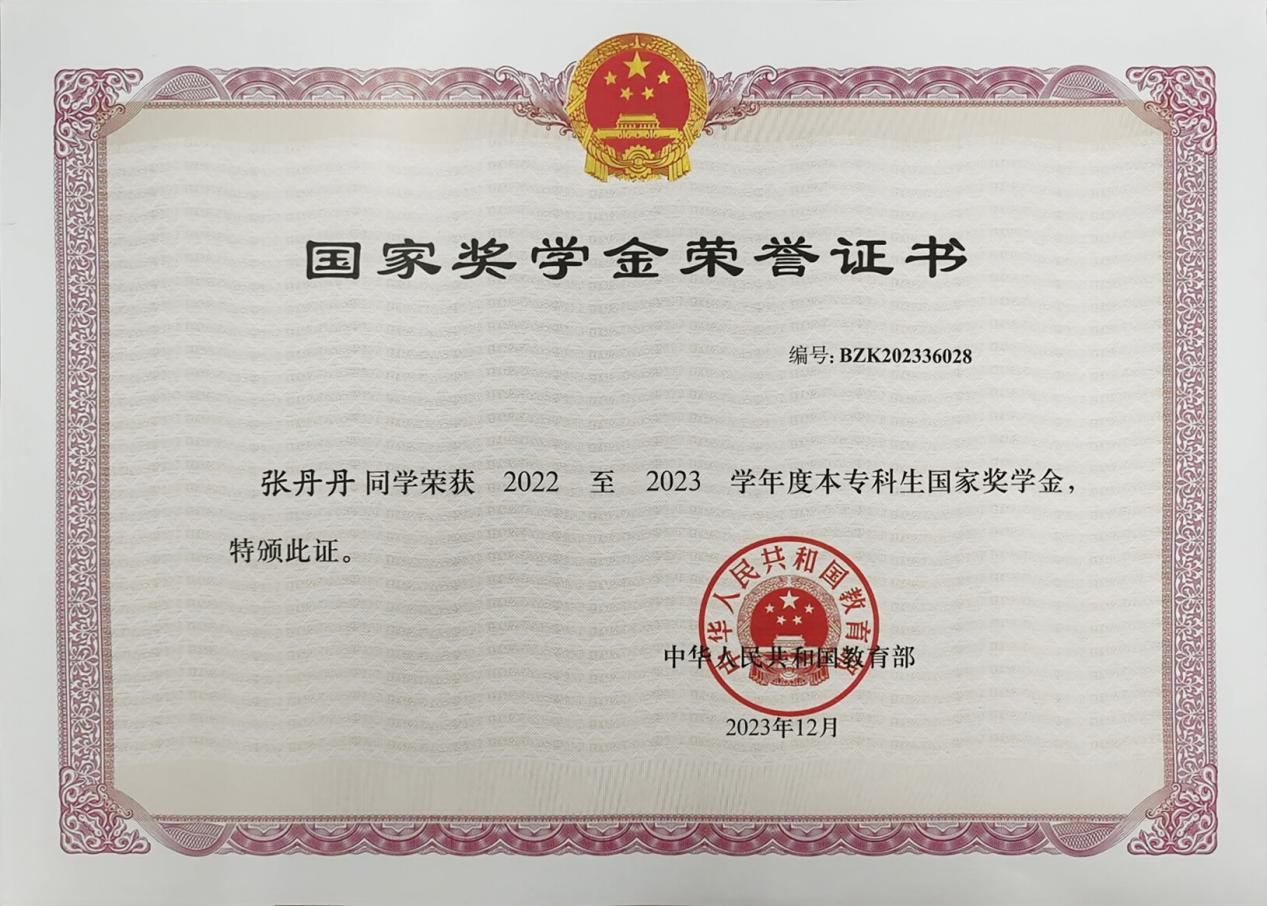 国家奖学金荣誉证书
编号: BZK202336028
张丹丹 同学荣获 2022 至 2023 学年度本专科生国家奖学金，
特颁此证。
中华人民共和国教育部
中华人民共和国教育部
2023年12月